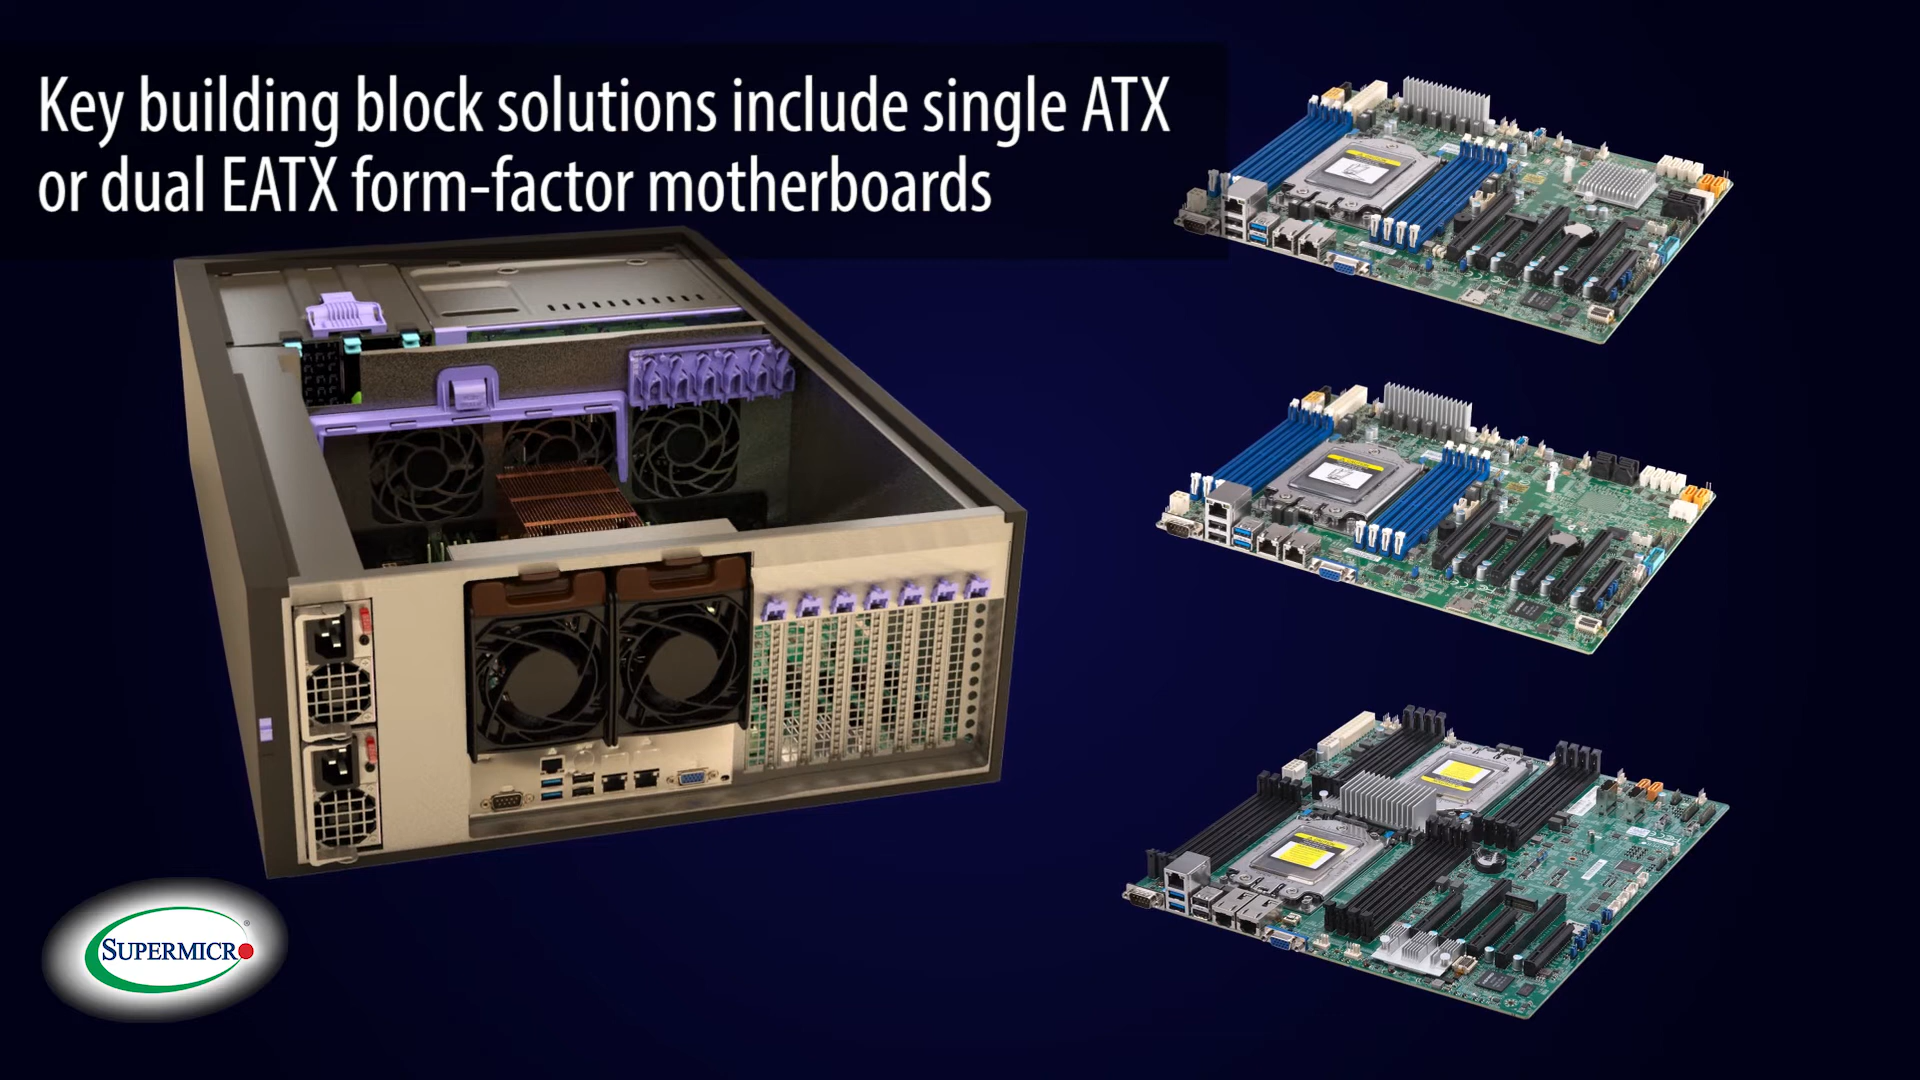 Key building block solutions include single ATX
or dual EATX form-factor motherboards
SUPERMICRO